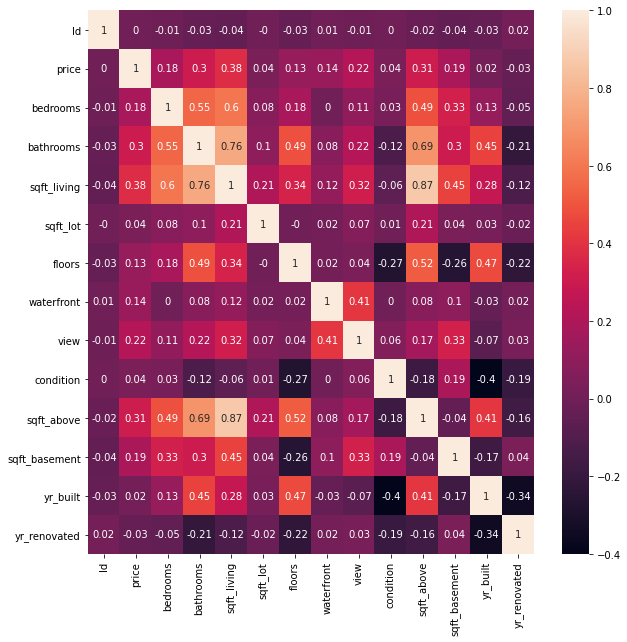 Id 1 0 -0.01 -0.03 -0.04 -0 -0.03 0.01 -0.01 0 -0.02 -0.04 -0.03 0.02
price 0 1 0.18 0.3 0.38 0.04 0.13 0.14 0.22 0.04 0.31 0.19 0.02 -0.03
bedrooms -0.01 0.18 1 0.55 0.6 0.08 0.18 0 0.11 0.03 0.49 0.33 0.13 -0.05
bathrooms -0.03 0.3 0.55 1 0.76 0.1 0.49 0.08 0.22 -0.12 0.69 0.3 0.45 -0.21
sqft_living -0.04 0.38 0.6 0.76 1 0.21 0.34 0.12 0.32 -0.06 0.87 0.45 0.28 -0.12
sqft_lot -0 0.04 0.08 0.1 0.21 1 -0 0.02 0.07 0.01 0.21 0.04 0.03 -0.02
floors -0.03 0.13 0.18 0.49 0.34 -0 1 0.02 0.04 -0.27 0.52 -0.26 0.47 -0.22
waterfront 0.01 0.14 0 0.08 0.12 0.02 0.02 1 0.41 0 0.08 0.1 -0.03 0.02
view -0.01 0.22 0.11 0.22 0.32 0.07 0.04 0.41 1 0.06 0.17 0.33 -0.07 0.03
condition 0 0.04 0.03 -0.12 -0.06 0.01 -0.27 0 0.06 1 -0.18 0.19 -0.4 -0.19
sqft_above -0.02 0.31 0.49 0.69 0.87 0.21 0.52 0.08 0.17 -0.18 1 -0.04 0.41 -0.16
sqft_basement -0.04 0.19 0.33 0.3 0.45 0.04 -0.26 0.1 0.33 0.19 -0.04 1 -0.17 0.04
yr_built -0.03 0.02 0.13 0.45 0.28 0.03 0.47 -0.03 -0.07 -0.4 0.41 -0.17 1 -0.34
yr_renovated 0.02 -0.03 -0.05 -0.21 -0.12 -0.02 -0.22 0.02 0.03 -0.19 -0.16 0.04 -0.34 1
Id price bedrooms bathrooms sqft_living sqft_lot floors waterfront view condition sqft_above sqft_basement yr_built yr_renovated
1.0
0.8
0.6
0.4
0.2
0.0
−0.2
−0.4